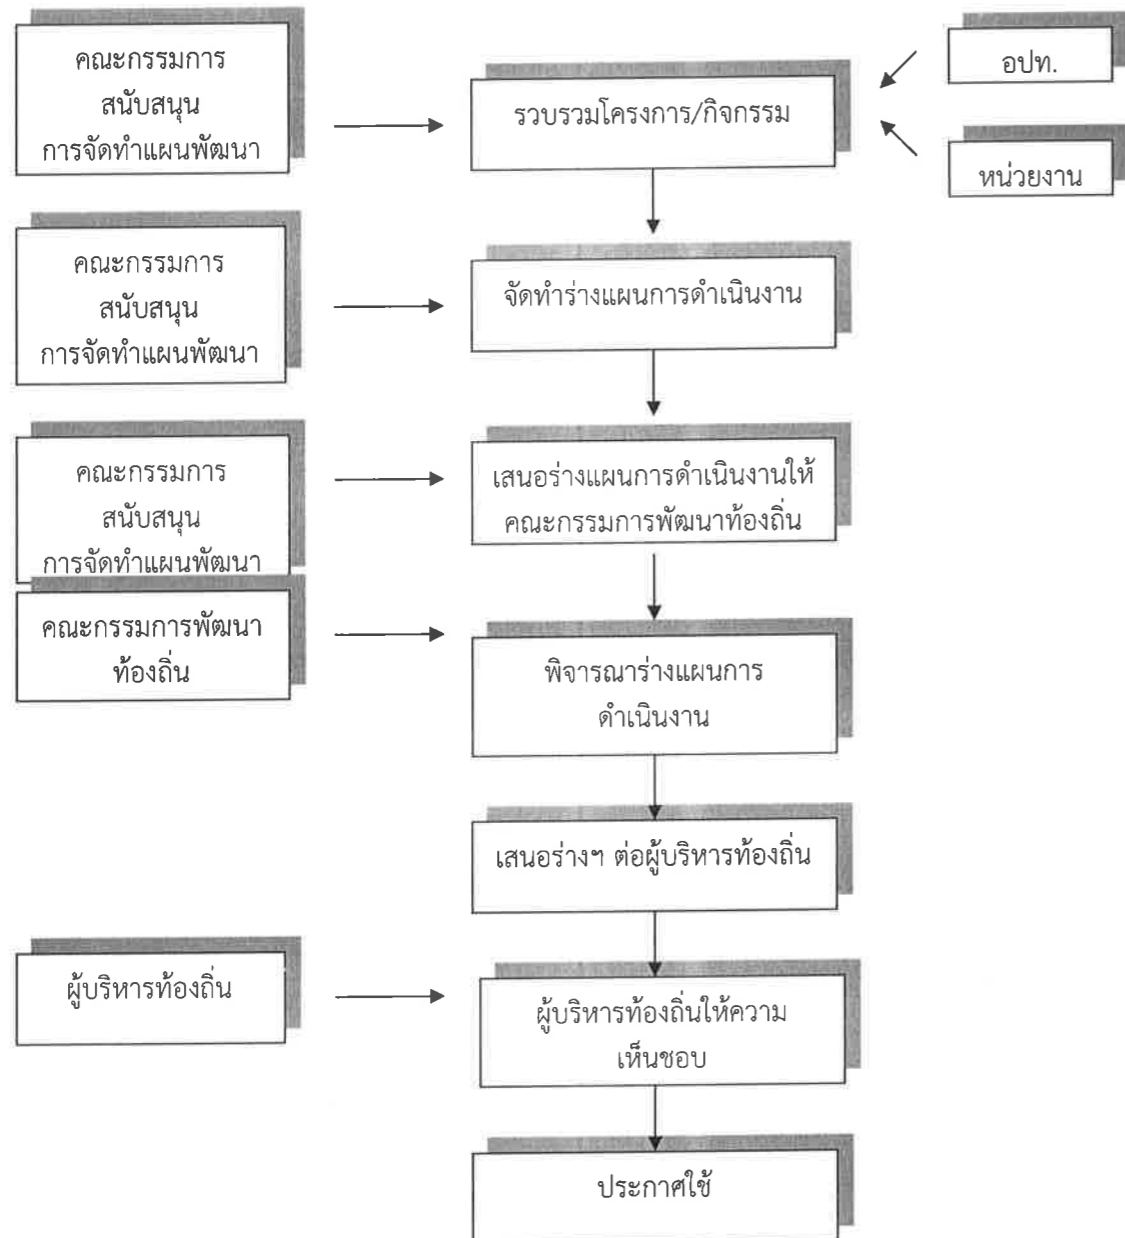 คณะกรรมการ
สนับสนุน
การจัดทำแผนพัฒนา
รวบรวมโครงการ/กิจกรรม
อปท.
หน่วยงาน
คณะกรรมการ
สนับสนุน
การจัดทำแผนพัฒนา
จัดทำร่างแผนการดำเนินงาน
คณะกรรมการ
สนับสนุน
การจัดทำแผนพัฒนา
เสนอร่างแผนการดำเนินงานให้
คณะกรรมการพัฒนาท้องถิ่น
คณะกรรมการพัฒนา
ท้องถิ่น
พิจารณาร่างแผนการ
ดำเนินงาน
เสนอร่างฯ ต่อผู้บริหารท้องถิ่น
ผู้บริหารท้องถิ่น
ผู้บริหารท้องถิ่นให้ความ
เห็นชอบ
ประกาศใช้